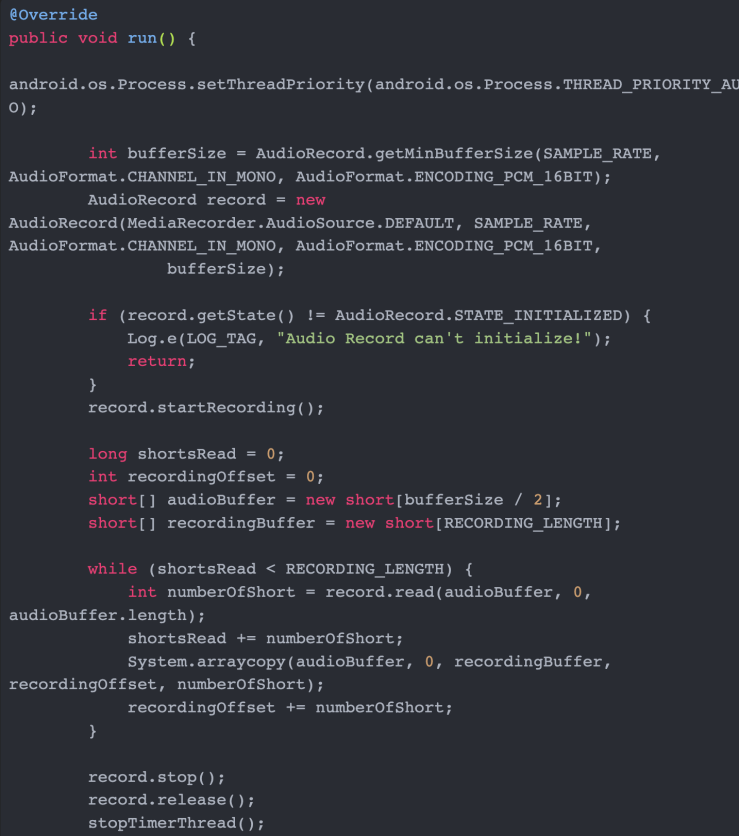 @Override
public void run() {
android.os.Process.setThreadPriority(android.os.Process.THREAD_PRIORITY_AU
O);
        int bufferSize = AudioRecord.getMinBufferSize(SAMPLE_RATE,
AudioFormat.CHANNEL_IN_MONO, AudioFormat.ENCODING_PCM_16BIT);
        AudioRecord record = new
AudioRecord(MediaRecorder.AudioSource.DEFAULT, SAMPLE_RATE,
AudioFormat.CHANNEL_IN_MONO, AudioFormat.ENCODING_PCM_16BIT,
                bufferSize);
        if (record.getState() != AudioRecord.STATE_INITIALIZED) {
            Log.e(LOG_TAG, "Audio Record can't initialize!");
            return;
        }
        record.startRecording();
        long shortsRead = 0;
        int recordingOffset = 0;
        short[] audioBuffer = new short[bufferSize / 2];
        short[] recordingBuffer = new short[RECORDING_LENGTH];
        while (shortsRead < RECORDING_LENGTH) {
            int numberOfShort = record.read(audioBuffer, 0,
audioBuffer.length);
            shortsRead += numberOfShort;
            System.arraycopy(audioBuffer, 0, recordingBuffer,
recordingOffset, numberOfShort);
            recordingOffset += numberOfShort;
        }
        record.stop();
        record.release();
        stopTimerThread();